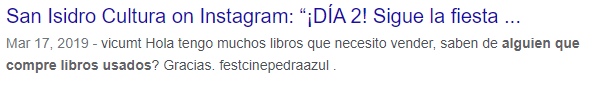 San Isidro Cultura on Instagram: “¡DÍA 2! Sigue la fiesta ...
Mar 17, 2019 - vicumt Hola tengo muchos libros que necesito vender, saben de alguien que
compre libros usados? Gracias. festcinepedraazul .